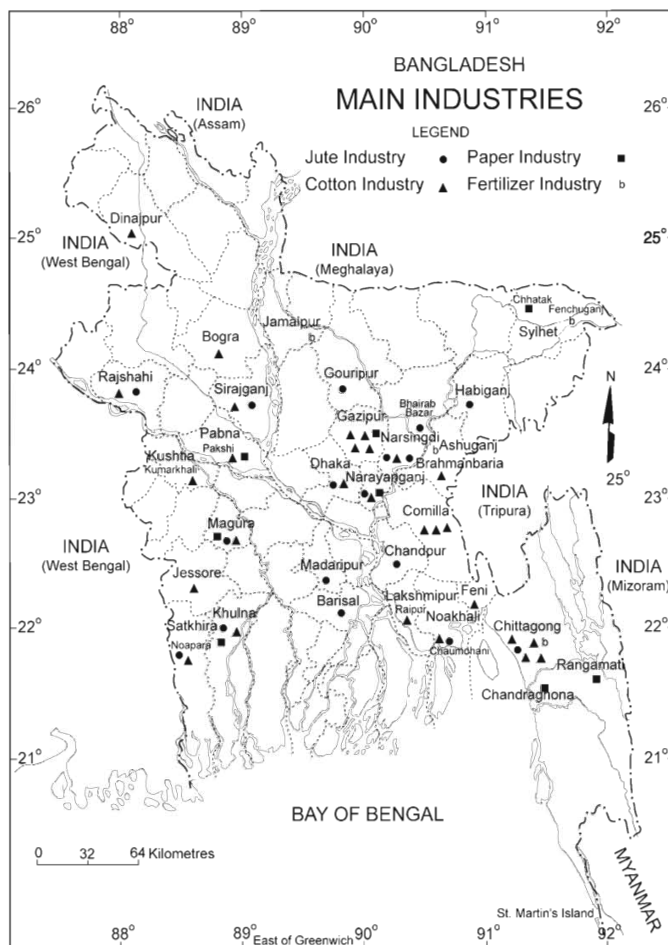 88° 89° 90° 91° 92°
BANGLADESH
MAIN INDUSTRIES
LEGEND
Jute Industry ● Paper Industry ■
Cotton Industry ▲ Fertilizer Industry b
26°
25°
24°
23°
22°
21°
26°
25°
24°
N
25°
22°
21°
INDIA
(Assam)
INDIA
(West Bengal)
INDIA
(Meghalaya)
Dinajpur
Chhatak
Fenchuganj
b
Sylhet
Jamalpur
b
Bogra
Gouripur
Rajshahi
Sirajganj
Habiganj
Bhairab
Bazar
Gazipur
Narsingdi
Ashuganj
b
Pabna
Pakshi
Kushtia
Kumarkhali
Brahmanbaria
Dhaka
Narayanganj
INDIA
(Tripura)
Comilla
Magura
INDIA
(West Bengal)
INDIA
(Mizoram)
Chandpur
Madaripur
Jessore
Barisal
Lakshmipur
Raipur
Feni
Noakhali
Chaumohani
Khulna
Satkhira
Noapara
Chittagong
b
Rangamati
Chandraghona
BAY OF BENGAL
0 32 64 Kilometres
MYANMAR
St. Martin's Island
88° 89° 90° 91° 92°
East of Greenwich